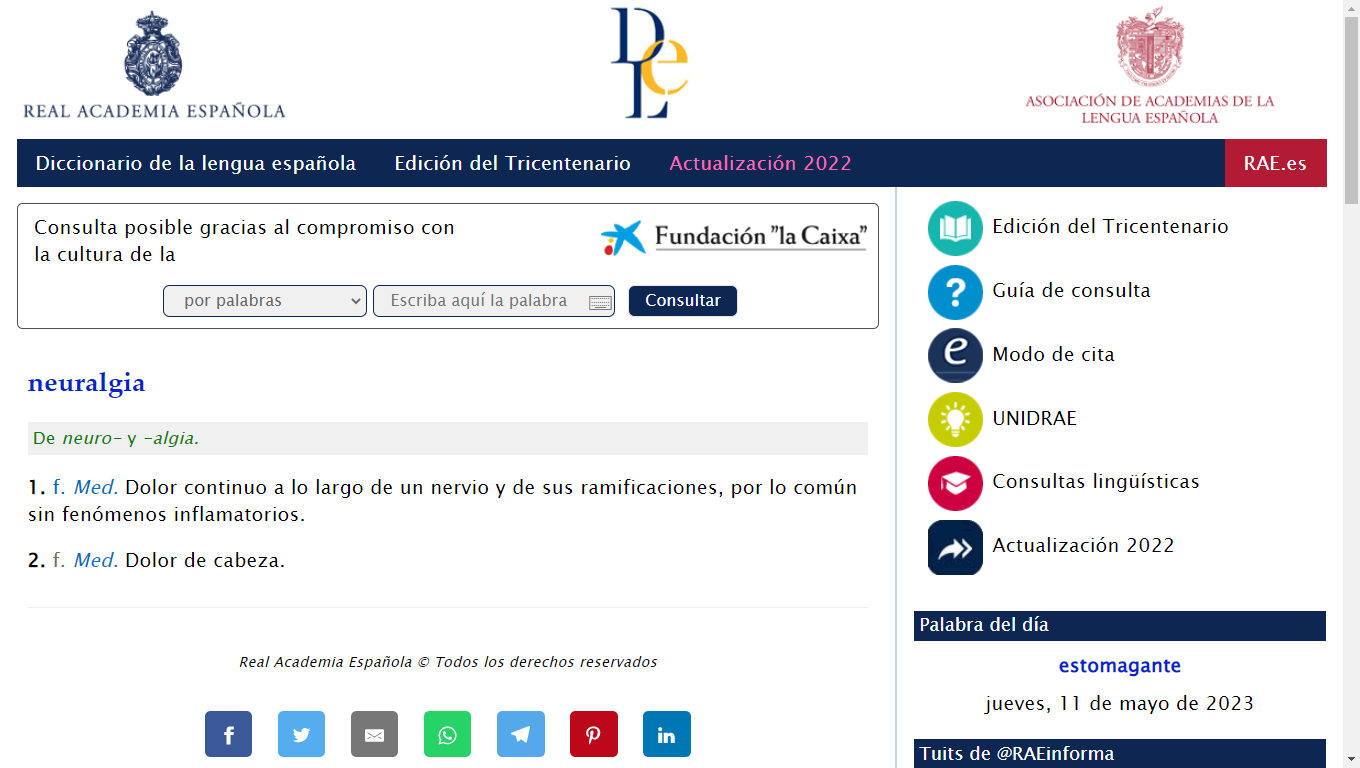 REAL ACADEMIA ESPAÑOLA
DLe
ASOCIACIÓN DE ACADEMIAS DE LA
LENGUA ESPAÑOLA
Diccionario de la lengua española Edición del Tricentenario Actualización 2022 RAE.es
Consulta posible gracias al compromiso con
la cultura de la
Fundación "la Caixa"
por palabras Escriba aquí la palabra Consultar
neuralgia
De neuro- y -algia.
1. f. Med. Dolor continuo a lo largo de un nervio y de sus ramificaciones, por lo común
sin fenómenos inflamatorios.
2. f. Med. Dolor de cabeza.
Real Academia Española © Todos los derechos reservados
Edición del Tricentenario
Guía de consulta
Modo de cita
UNIDRAE
Consultas lingüísticas
Actualización 2022
Palabra del día
estomagante
jueves, 11 de mayo de 2023
Tuits de @RAEinforma